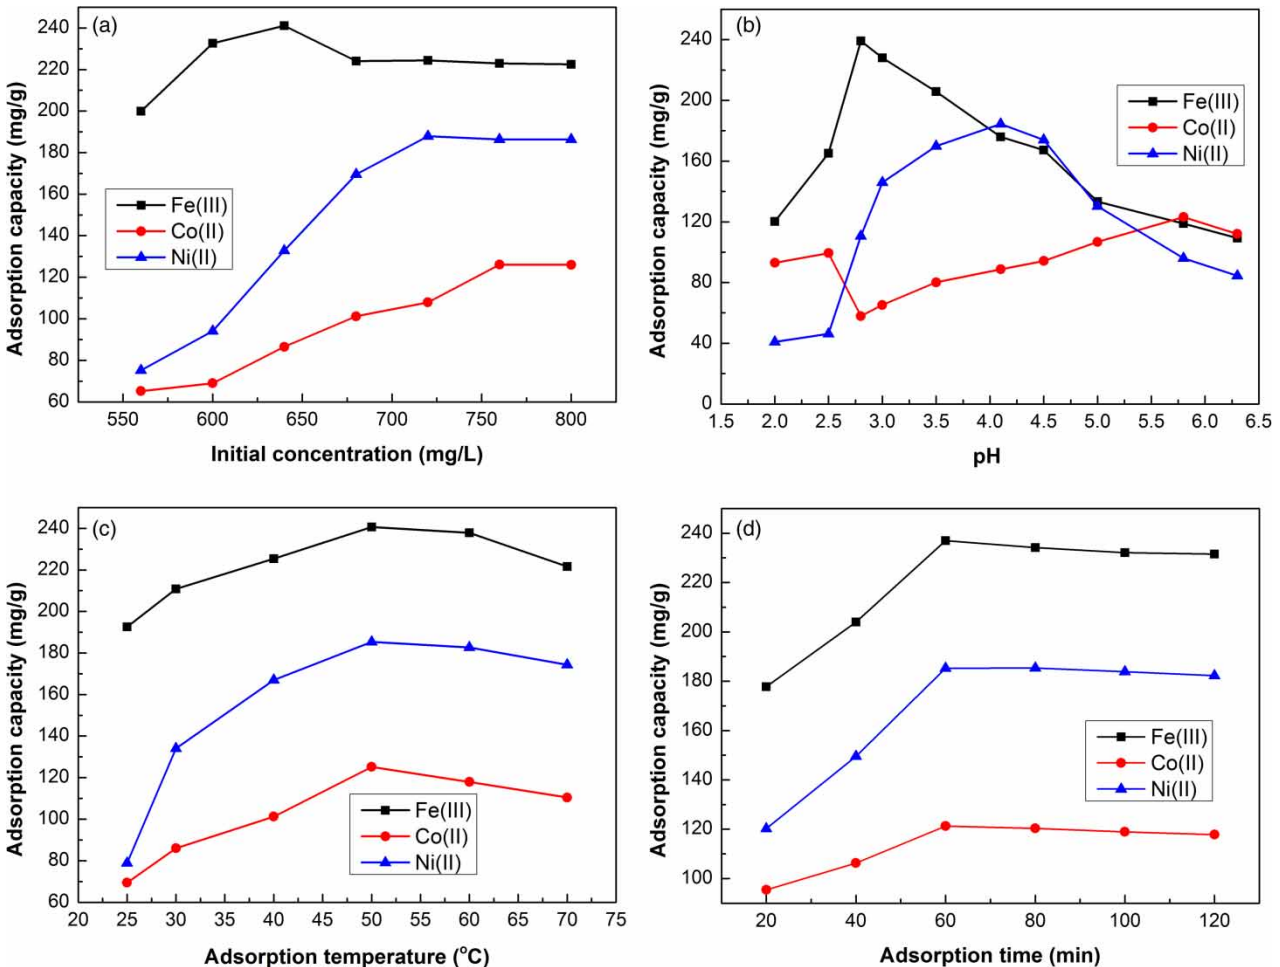 (a)
Adsorption capacity (mg/g)
240
220
200
180
160
140
120
100
80
60
Fe(III)
Co(II)
Ni(II)
550
600
650
700
750
800
Initial concentration (mg/L)
(b)
Adsorption capacity (mg/g)
240
200
160
120
80
40
0
Fe(III)
Co(II)
Ni(II)
1.5
2.0
2.5
3.0
3.5
4.0
4.5
5.0
5.5
6.0
6.5
pH
(c)
Adsorption capacity (mg/g)
240
220
200
180
160
140
120
100
80
60
Fe(III)
Co(II)
Ni(II)
20
25
30
35
40
45
50
55
60
65
70
75
Adsorption temperature (°C)
(d)
Adsorption capacity (mg/g)
240
220
200
180
160
140
120
100
Fe(III)
Co(II)
Ni(II)
20
40
60
80
100
120
Adsorption time (min)